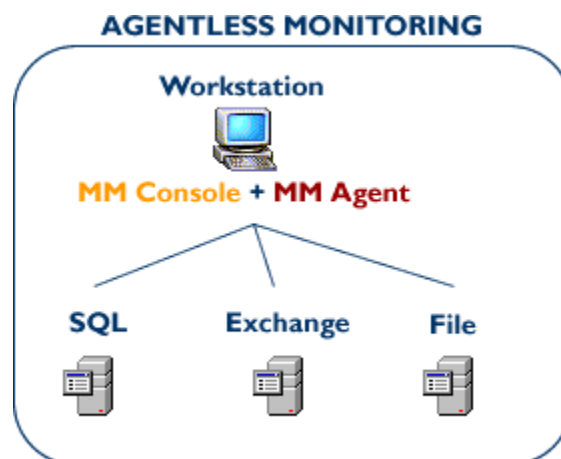 AGENTLESS MONITORING
Workstation
MM Console + MM Agent
SQL Exchange File